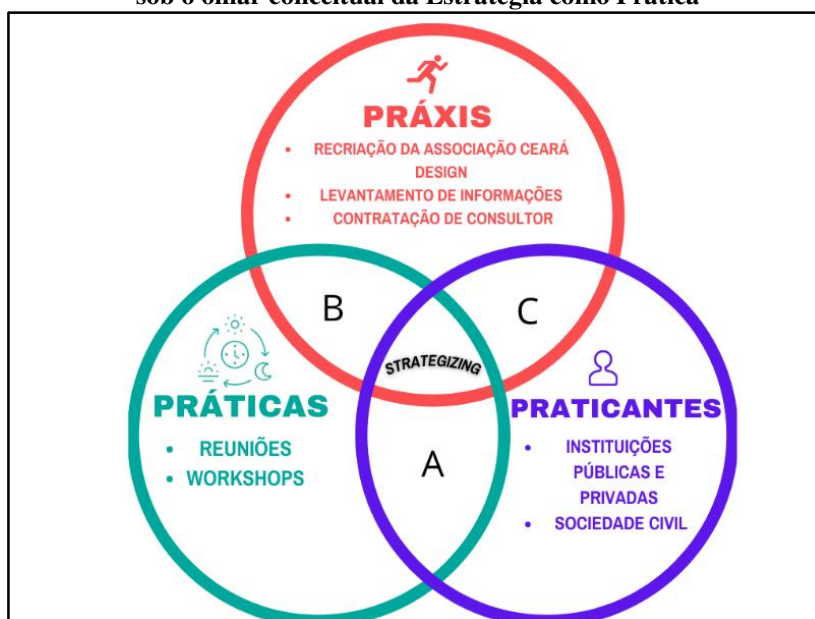 sob o olhar conceitual da Estratégia como Prática
PRÁXIS
• RECRIAÇÃO DA ASSOCIAÇÃO CEARÁ
DESIGN
• LEVANTAMENTO DE INFORMAÇÕES
• CONTRATAÇÃO DE CONSULTOR
B
C
STRATEGIZING
PRÁTICAS
• REUNIÕES
• WORKSHOPS
A
PRATICANTES
• INSTITUIÇÕES
PÚBLICAS E
PRIVADAS
• SOCIEDADE CIVIL